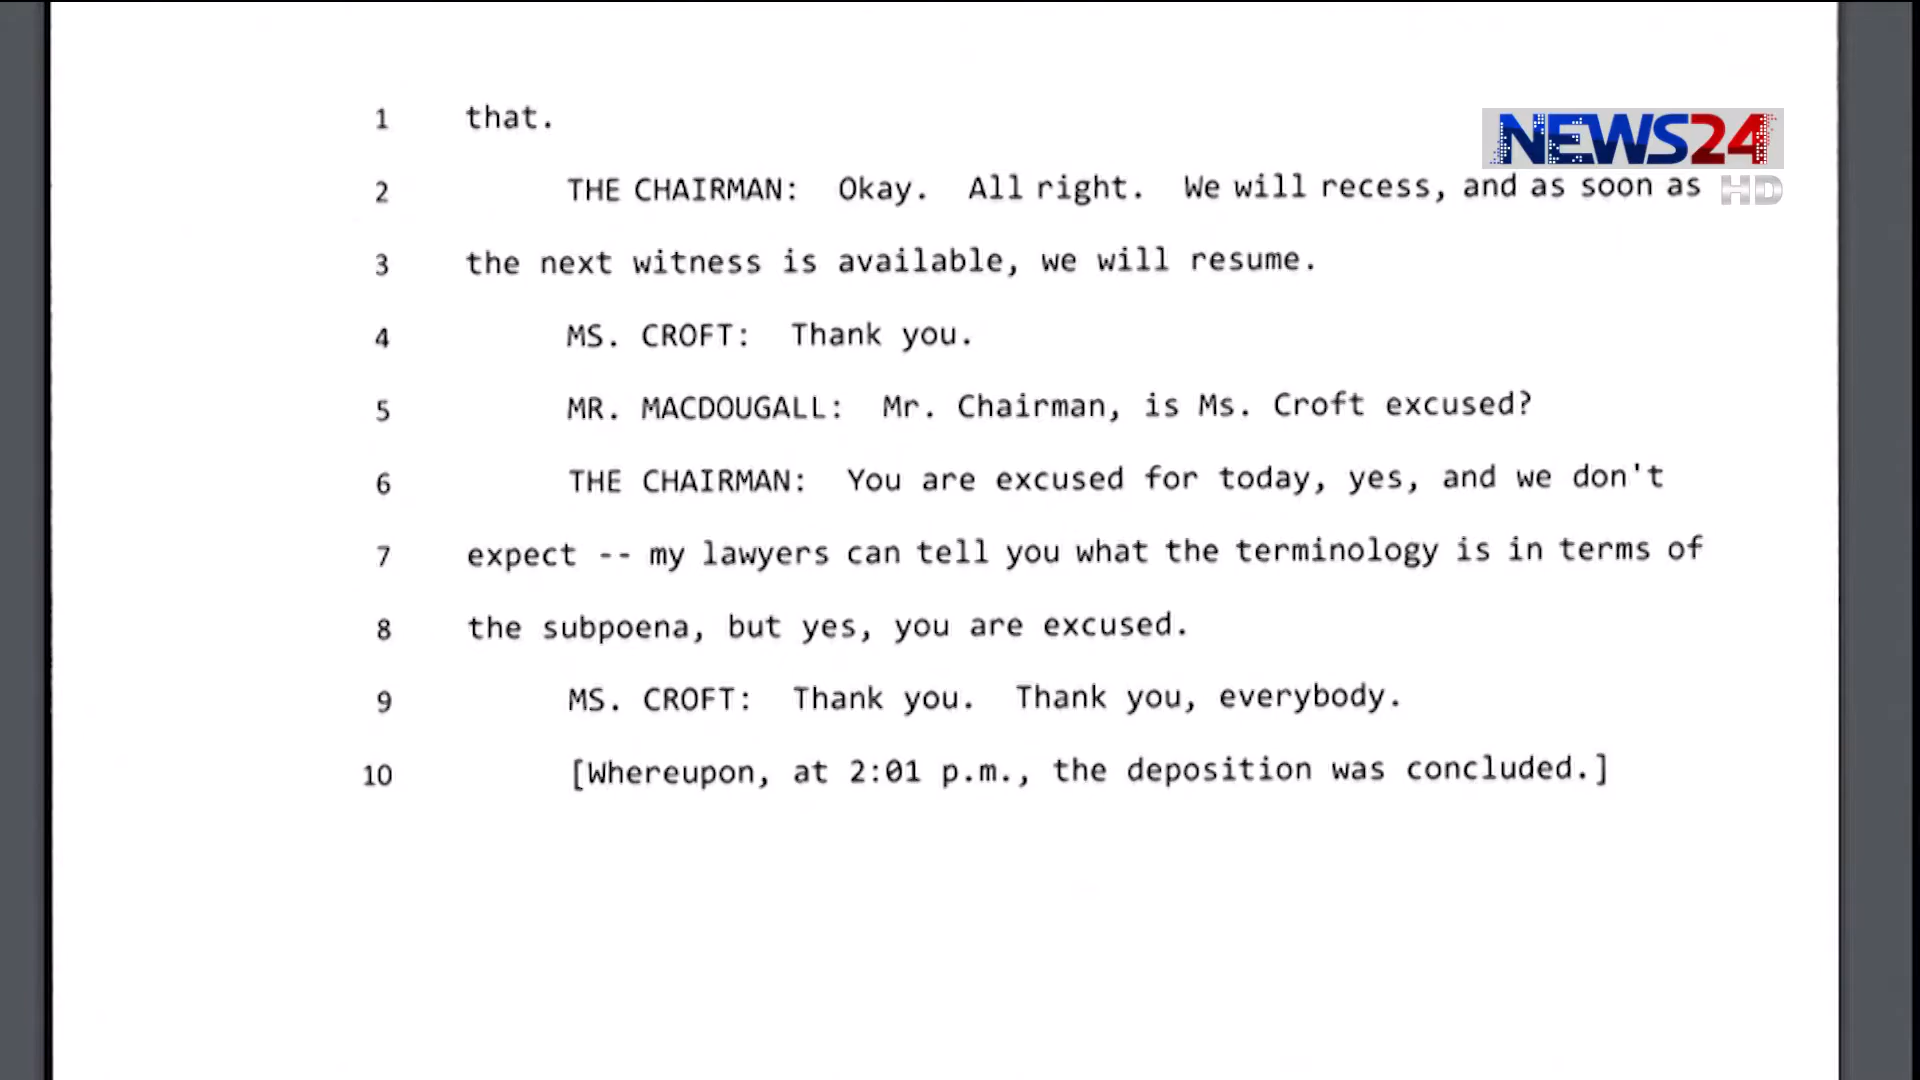 1 that.
NEWS24
HD
2 THE CHAIRMAN: Okay. All right. We will recess, and as soon as
3 the next witness is available, we will resume.
4 MS. CROFT: Thank you.
5 MR. MACDOUGALL: Mr. Chairman, is Ms. Croft excused?
6 THE CHAIRMAN: You are excused for today, yes, and we don't
7 expect -- my lawyers can tell you what the terminology is in terms of
8 the subpoena, but yes, you are excused.
9 MS. CROFT: Thank you. Thank you, everybody.
10 [Whereupon, at 2:01 p.m., the deposition was concluded.]